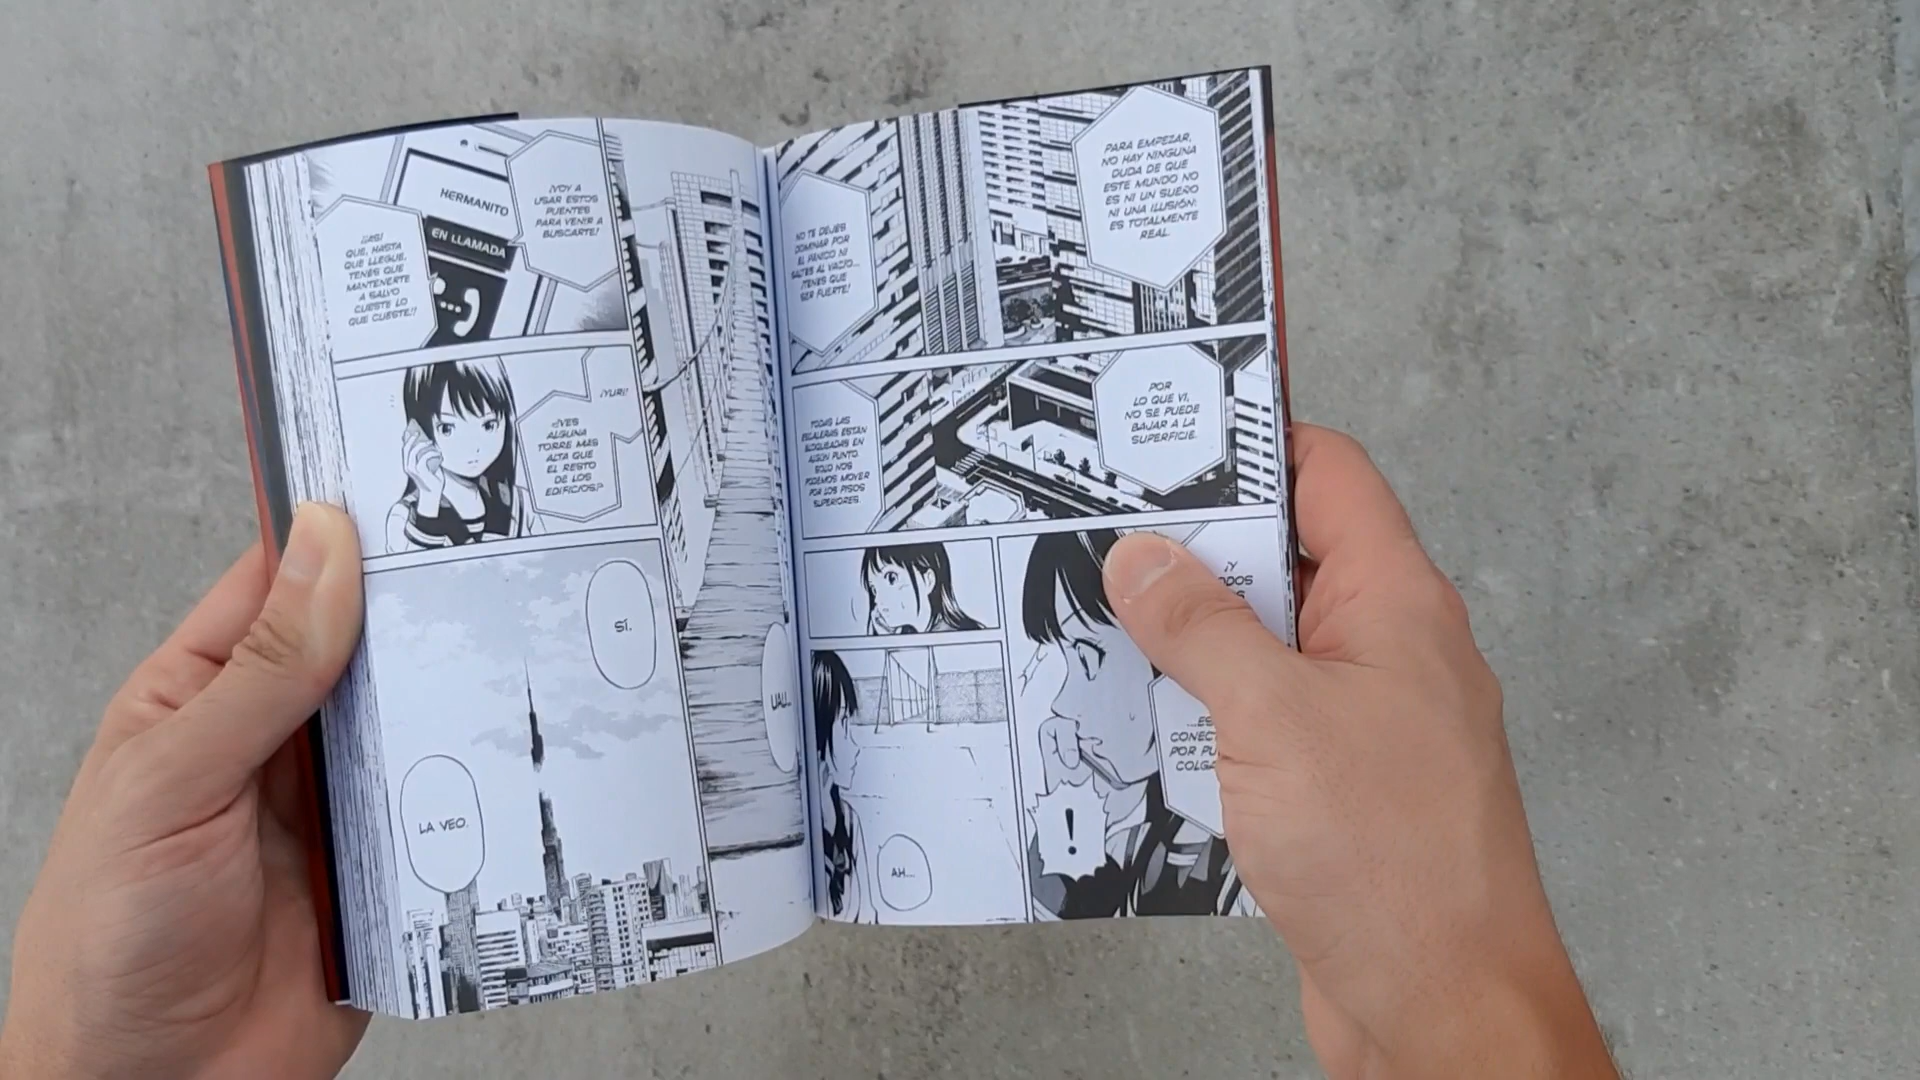 PARA EMPEZAR,
NO HAY NINGUNA
DUDA DE QUE
ESTE MUNDO NO
ES NI UN SUEÑO
NI UNA ILUSIÓN:
ES TOTALMENTE
REAL.
NO TE DEJES
DOMINAR POR
EL PÁNICO NI
SALTES AL VACÍO...
¡TENÉS QUE
SER FUERTE!
POR
LO QUE VI,
NO SE PUEDE
BAJAR A LA
SUPERFICIE.
TODAS LAS
ESCALERAS ESTÁN
BLOQUEADAS EN
ALGÚN PUNTO.
SOLO NOS
PODEMOS MOVER
POR LOS PISOS
SUPERIORES.
¡Y
...
!
AH...
UAU...
¡VOY A
USAR ESTOS
PUENTES
PARA VENIR A
BUSCARTE!
HERMANITO
EN LLAMADA
¡¡ASÍ
QUE, HASTA
QUE LLEGUE,
TENÉS QUE
MANTENERTE
A SALVO
CUESTE LO
QUE CUESTE!!
¡YURI!
¿VES
ALGUNA
TORRE MÁS
ALTA QUE
EL RESTO
DE LOS
EDIFICIOS?
SÍ.
LA VEO.